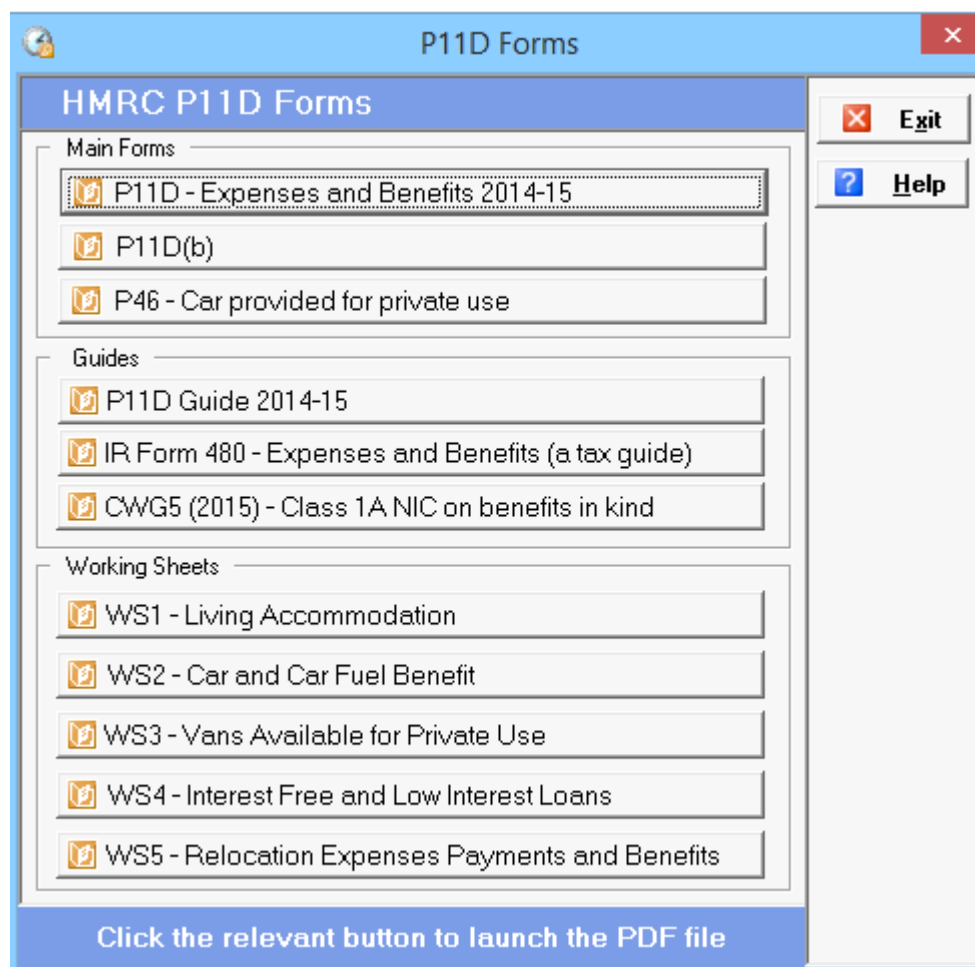 P11D Forms
HMRC P11D Forms
Exit
Help
Main Forms
P11D - Expenses and Benefits 2014-15
P11D(b)
P46 - Car provided for private use
Guides
P11D Guide 2014-15
IR Form 480 - Expenses and Benefits (a tax guide)
CWG5 (2015) - Class 1A NIC on benefits in kind
Working Sheets
WS1 - Living Accommodation
WS2 - Car and Car Fuel Benefit
WS3 - Vans Available for Private Use
WS4 - Interest Free and Low Interest Loans
WS5 - Relocation Expenses Payments and Benefits
Click the relevant button to launch the PDF file